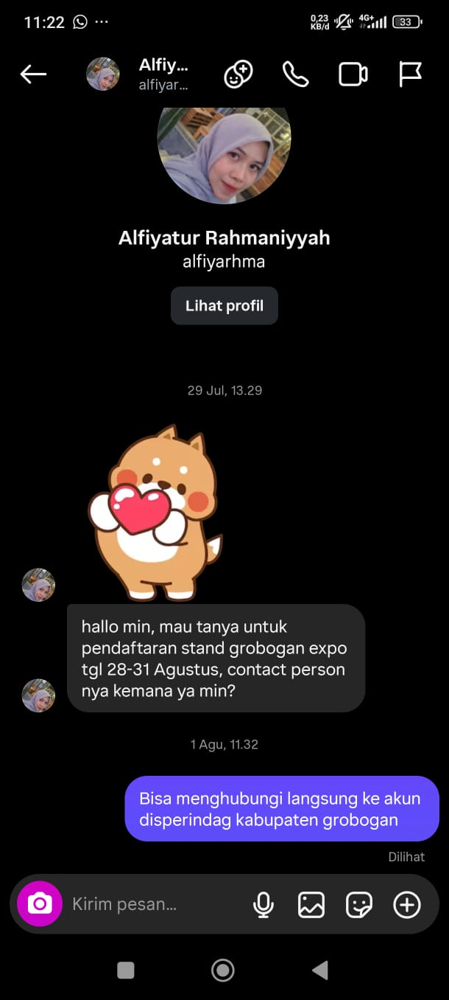 11:22
0,23
KB/d
4G+
33
Alfiy...
alfiyar...
Alfiyatur Rahmaniyyah
alfiyarhma
Lihat profil
29 Jul, 13.29
hallo min, mau tanya untuk
pendaftaran stand grobogan expo
tgl 28-31 Agustus, contact person
nya kemana ya min?
1 Agu, 11.32
Bisa menghubungi langsung ke akun
disperindag kabupaten grobogan
Dilihat
Kirim pesan...